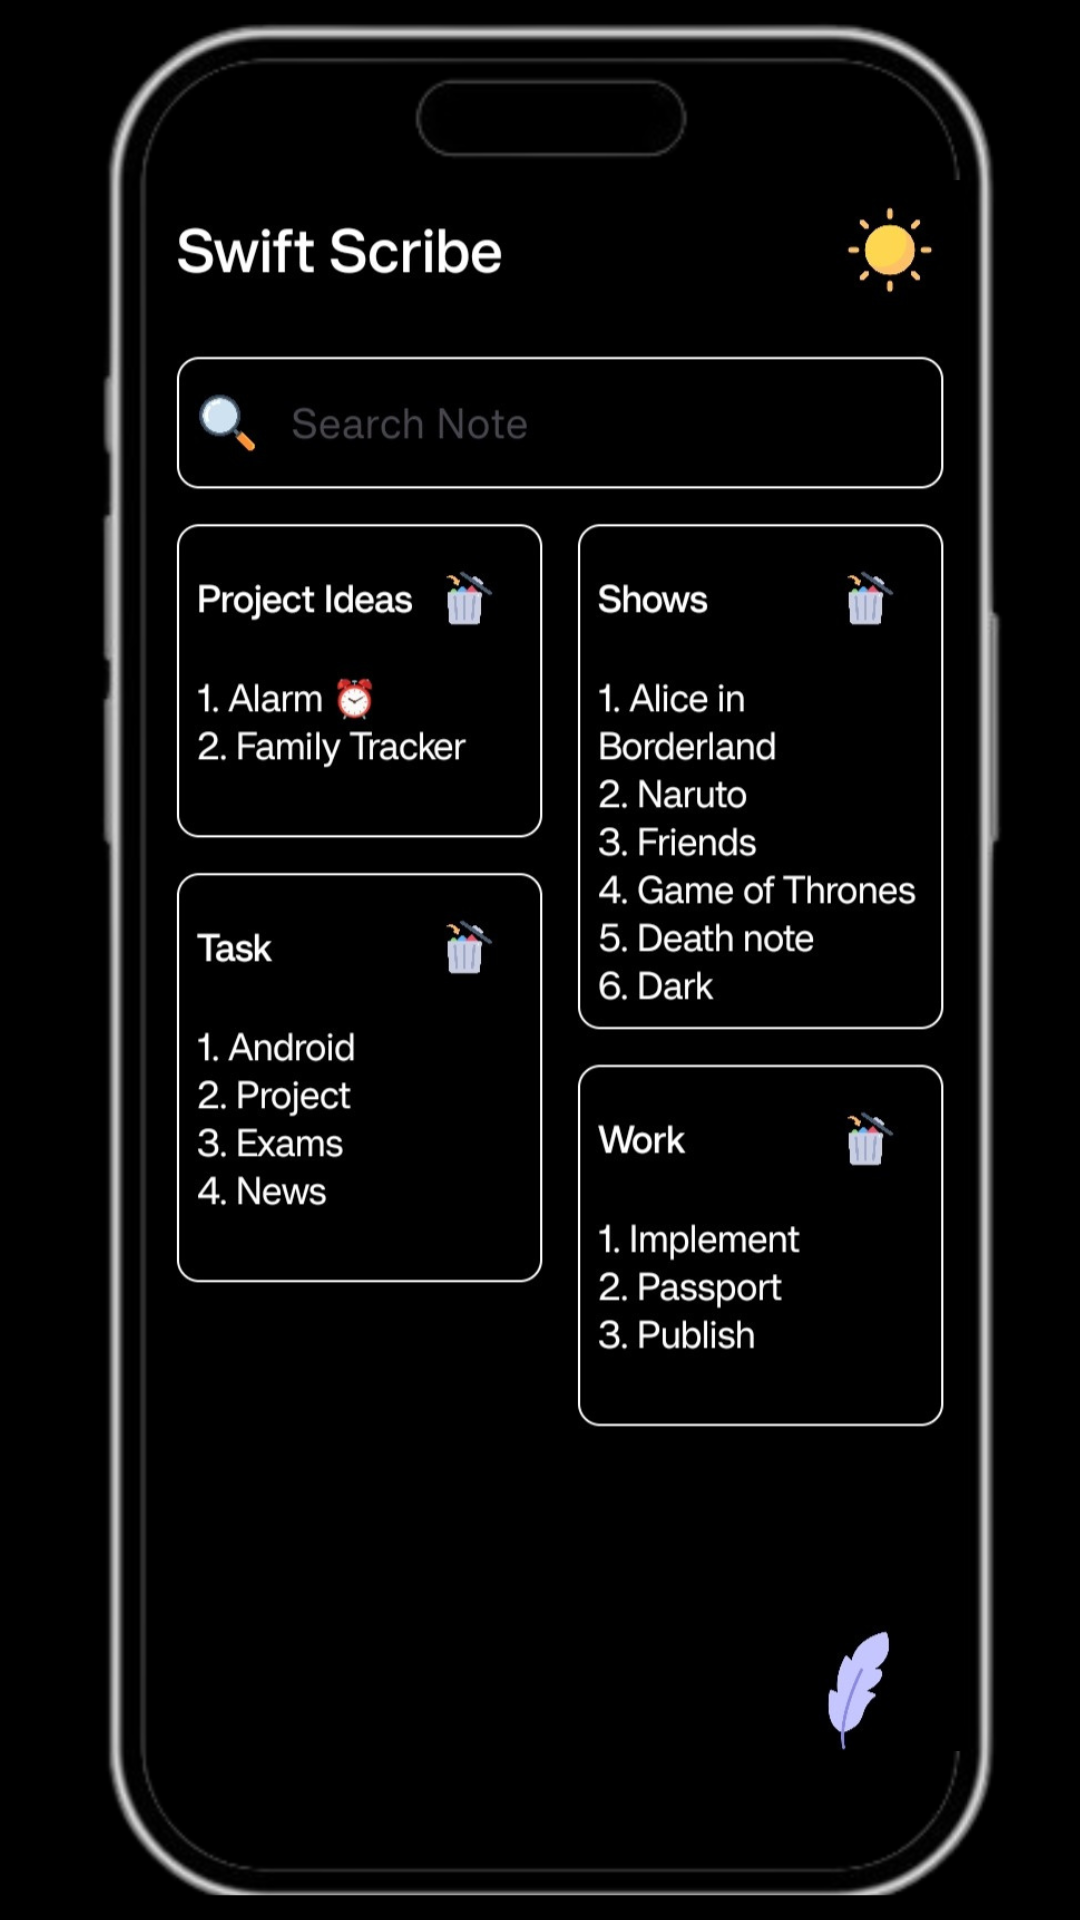 Swift Scribe
Search Note
Project Ideas
1. Alarm ⏰
2. Family Tracker
Shows
1. Alice in
Borderland
2. Naruto
3. Friends
4. Game of Thrones
5. Death note
6. Dark
Task
1. Android
2. Project
3. Exams
4. News
Work
1. Implement
2. Passport
3. Publish